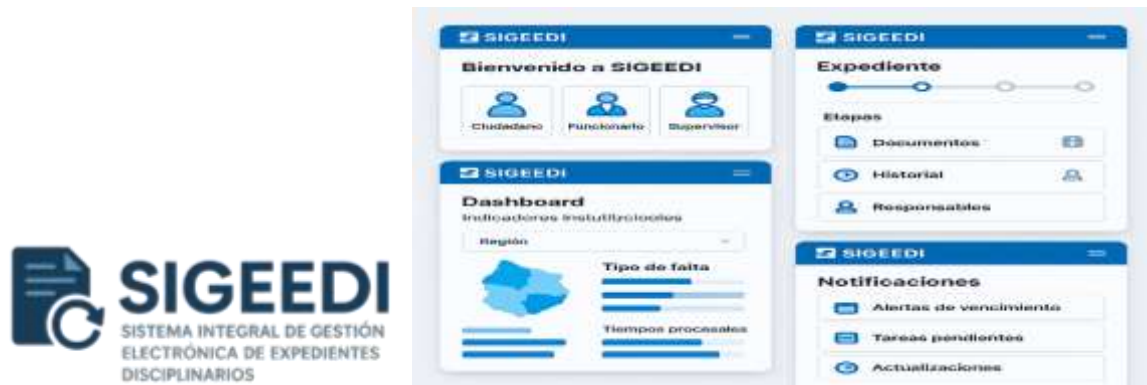 SIGEEDI
SISTEMA INTEGRAL DE GESTIÓN
ELECTRÓNICA DE EXPEDIENTES
DISCIPLINARIOS
SIGEEDI
Bienvenido a SIGEEDI
Ciudadano
Funcionario
Supervisor
SIGEEDI
Dashboard
Indicadores
Región
Tipo de falta
Tiempos procesales
SIGEEDI
Expediente
Etapas
Documentos
Historial
Responsables
SIGEEDI
Notificaciones
Alertas de vencimiento
Tareas pendientes
Actualizaciones